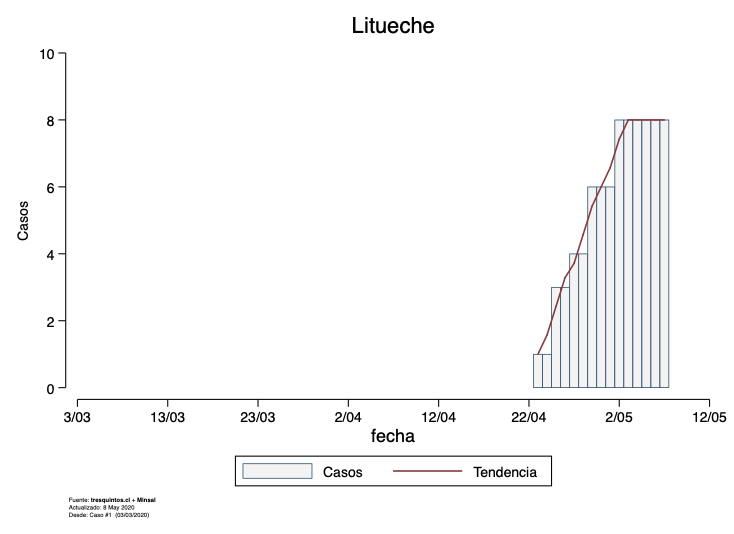 Litueche
10
8
6
4
2
0
Casos
3/03 13/03 23/03 2/04 12/04 22/04 2/05 12/05
fecha
Casos Tendencia
Fuente: tresquintos.cl + Minsal
Actualizado: 8 May 2020
Desde: Caso #1 (03/03/2020)